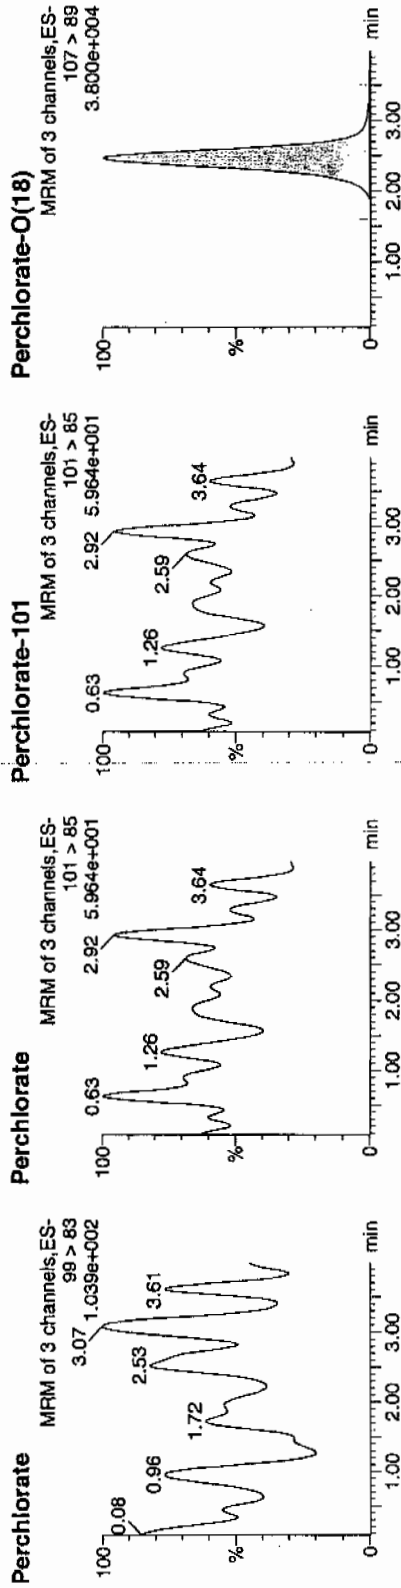 Perchlorate
MRM of 3 channels,ES-
99 > 83
3.07 1.039e+002
100
0.08
0.96
1.72
2.53
3.61
%
0
1.00
2.00
3.00
min
Perchlorate
MRM of 3 channels,ES-
101 > 85
2.92 5.964e+001
100
0.63
1.26
2.59
3.64
%
0
1.00
2.00
3.00
min
Perchlorate-101
MRM of 3 channels,ES-
101 > 85
2.92 5.964e+001
100
0.63
1.26
2.59
3.64
%
0
1.00
2.00
3.00
min
Perchlorate-O(18)
MRM of 3 channels,ES-
107 > 89
3.800e+004
100
%
0
1.00
2.00
3.00
min